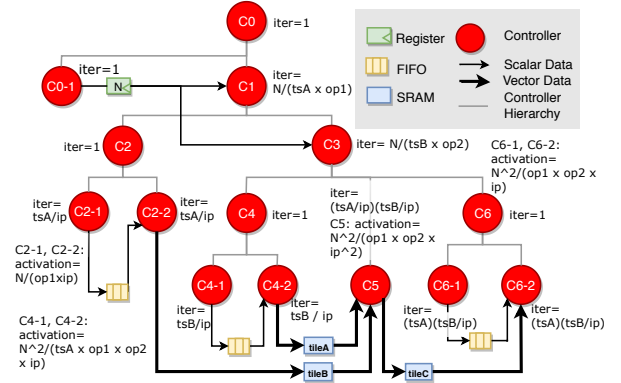 C0
iter=1
Register
FIFO
SRAM
Controller
Scalar Data
Vector Data
Controller
Hierarchy
C0-1
iter=1
N
C1
iter=
N/(tsA x op1)
iter=1
C2
C3
iter= N/(tsB x op2)
C6-1, C6-2:
activation=
N^2/(op1 x op2 x
ip)
iter=
tsA/ip
C2-1
C2-2
iter=
tsA/ip
C4
iter=1
iter=
(tsA/ip)(tsB/ip)
C5: activation=
N^2/(op1 x op2 x
ip^2)
C6
iter=1
C2-1, C2-2:
activation=
N/(op1xip)
C4-1
C4-2
C5
C6-1
C6-2
iter=
tsB/ip
iter=
tsB / ip
iter=
(tsA)(tsB/ip)
iter=
(tsA)(tsB/ip)
C4-1, C4-2:
activation=
N^2/(tsA x op1 x op2
x ip)
tileA
tileB
tileC